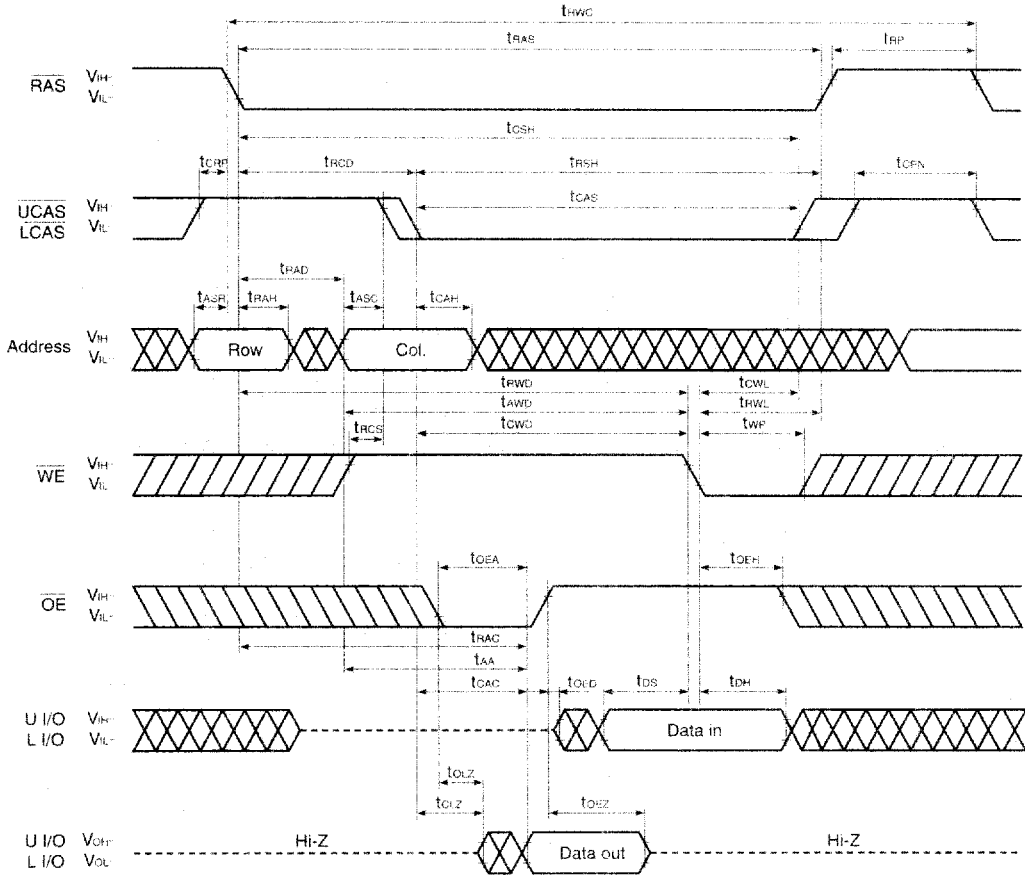 tRWC
tRAS tRP
RAS VIH-
VIL-
tCSH
tCRP tRCD tRSH tCPN
tCAS
UCAS VIH-
LCAS VIL-
tRAD
tASR tRAH tASC tCAH
Address VIH-
VIL-
Row Col.
tRWD tCWL
tAWD tRWL
tRCS tCWD tWP
WE VIH-
VIL-
tOEA tOEH
OE VIH-
VIL-
tRAC
tAA
tCAC tOED tDS tDH
U I/O VIH-
L I/O VIL-
Data in
tOLZ
tCLZ tOEZ
U I/O VOH-
L I/O VOL-
Hi-Z Data out Hi-Z